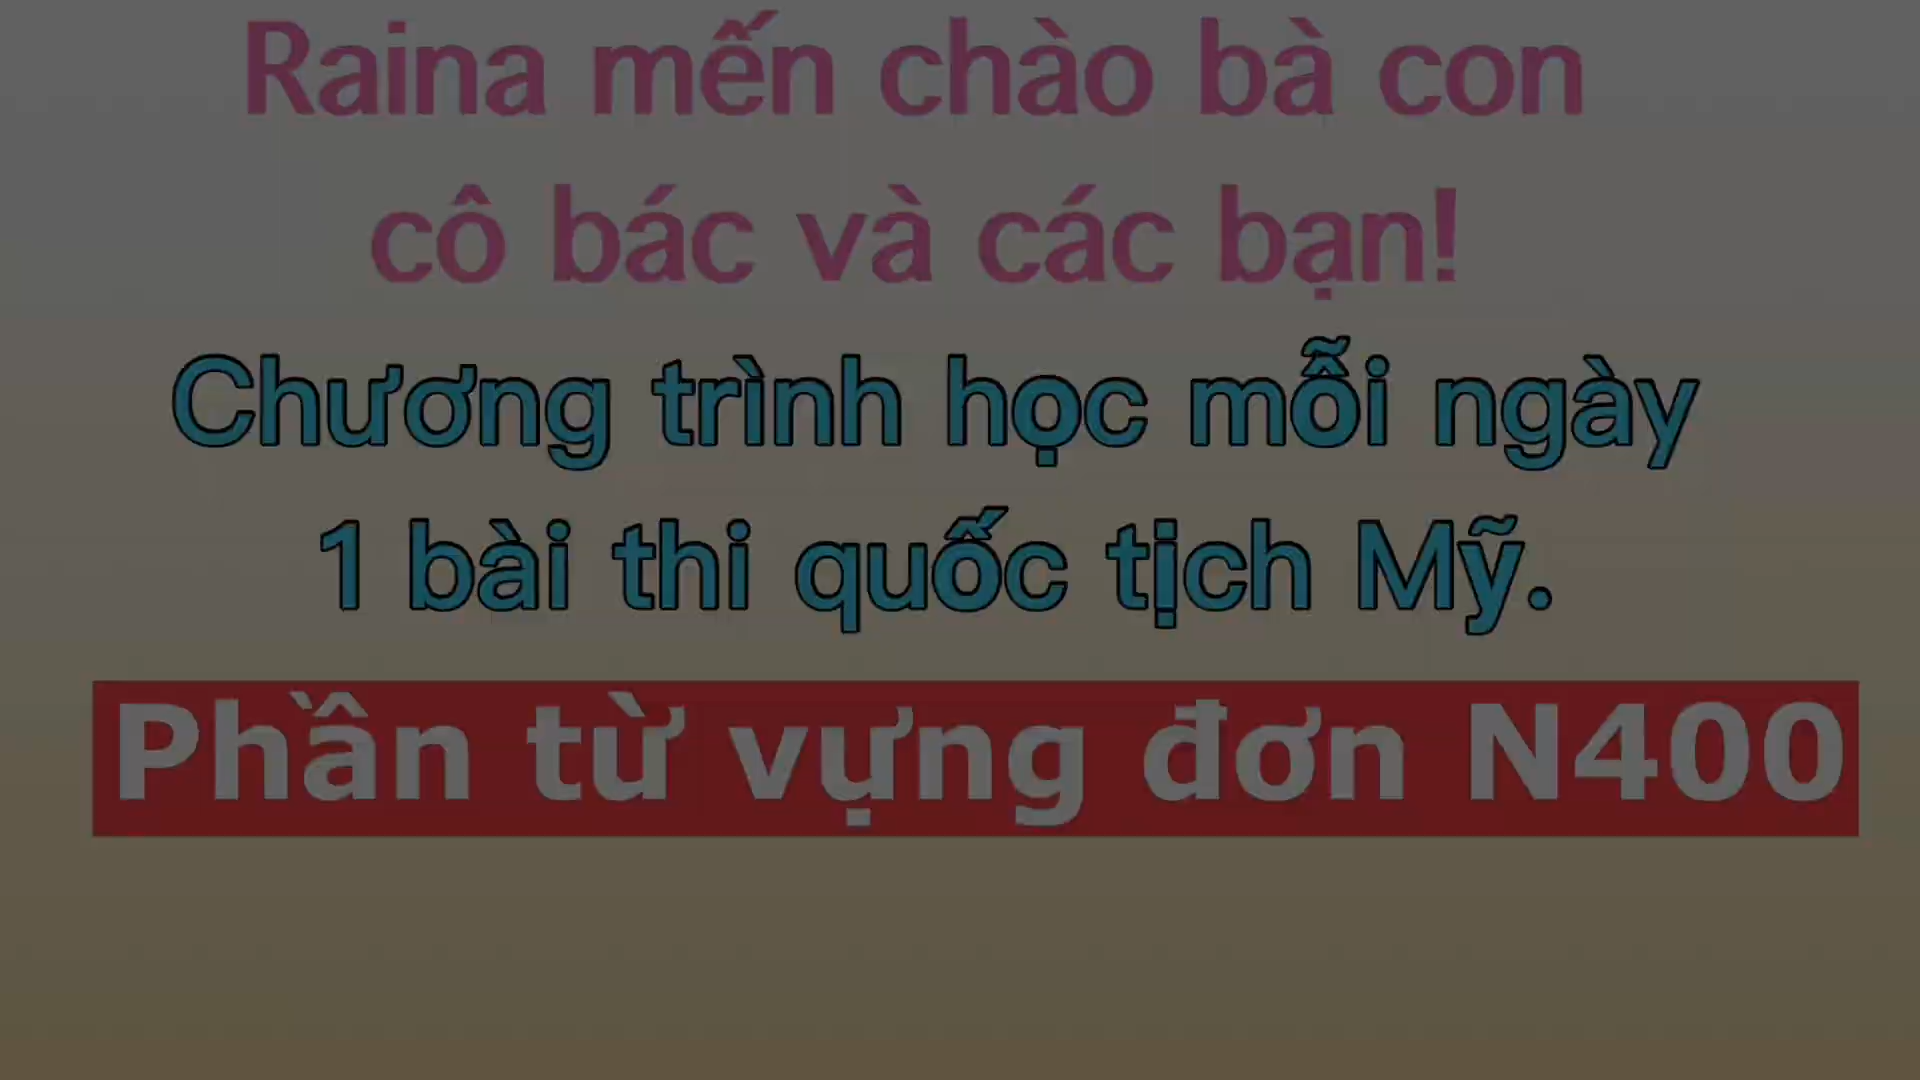 Raina mến chào bà con
cô bác và các bạn!
Chương trình học mỗi ngày
1 bài thi quốc tịch Mỹ.
Phần từ vựng đơn N400